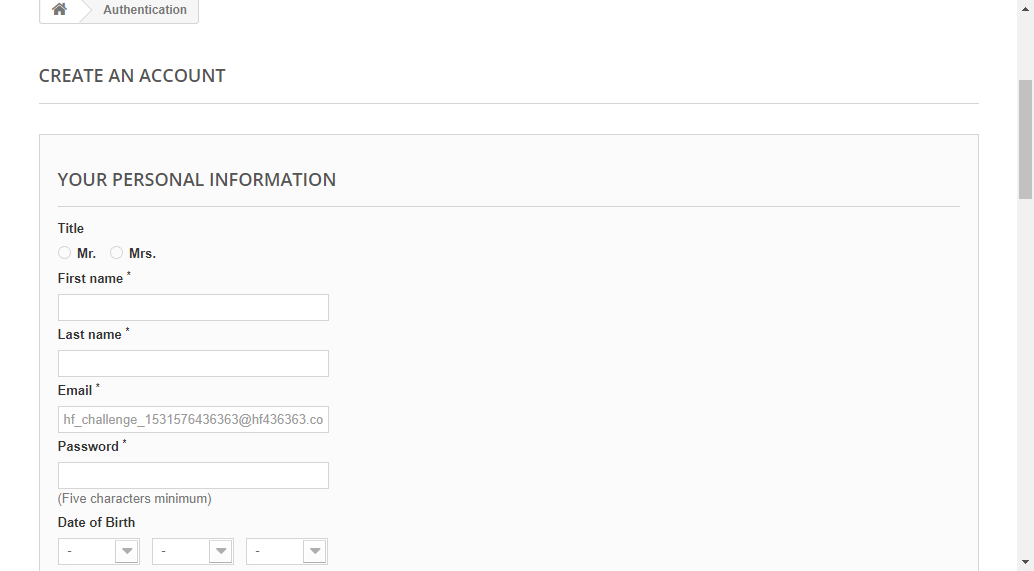 Authentication
CREATE AN ACCOUNT
YOUR PERSONAL INFORMATION
Title
Mr. Mrs.
First name *
Last name *
Email *
hf_challenge_1531576436363@hf436363.co
Password *
(Five characters minimum)
Date of Birth
- - -